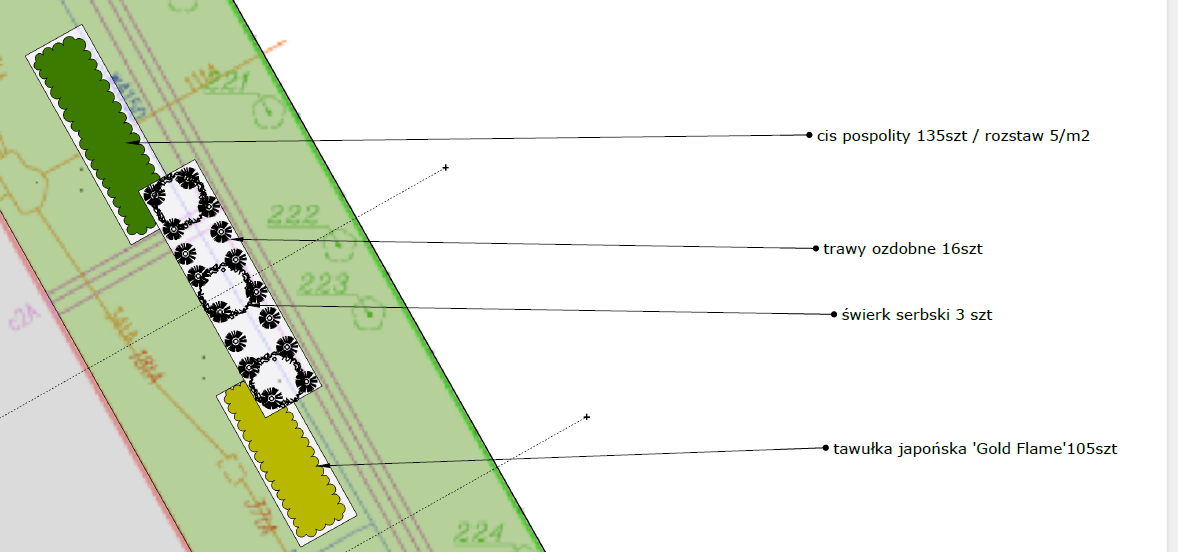 221
cis pospolity 135szt / rozstaw 5/m2
222
trawy ozdobne 16szt
223
świerk serbski 3 szt
c2A
tawułka japońska 'Gold Flame'105szt
224